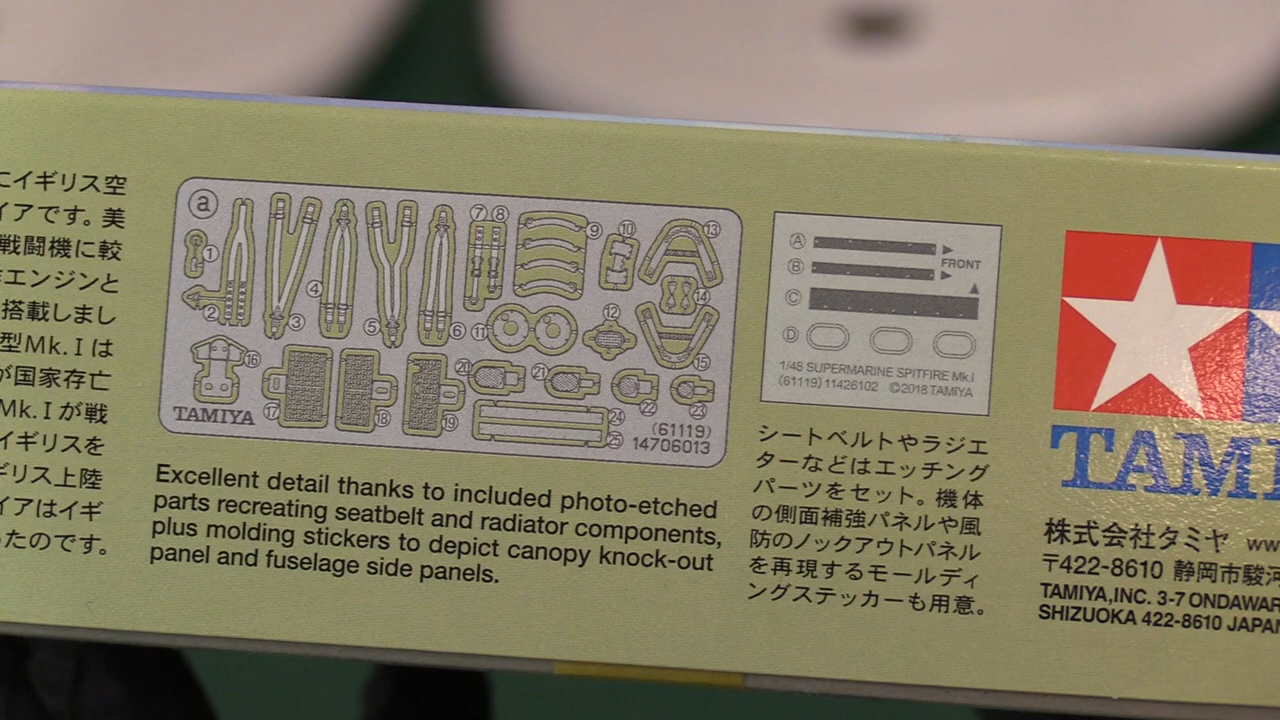 にイギリス空
イアです。美
戦闘機に較
エンジンと
搭載しまし
型Mk.Iは
が国家存亡
Mk.Iが戦
イギリスを
ギリス上陸
イアはイギ
ったのです。
a
1
2
3
4
5
6
7 8
9
10
11
12
13
14
15
16
17
18
19
20
21
22
23
24
25
TAMIYA
(61119)
14706013
Excellent detail thanks to included photo-etched
parts recreating seatbelt and radiator components,
plus molding stickers to depict canopy knock-out
panel and fuselage side panels.
A
B
FRONT
C
D
1/48 SUPERMARINE SPITFIRE Mk.I
(61119) 11426102 ©2018 TAMIYA
シートベルトやラジエ
ターなどはエッチング
パーツをセット。機体
の側面補強パネルや風
防のノックアウトパネル
を再現するモールディ
ングステッカーも用意。
TAMI
株式会社タミヤ ww
〒422-8610 静岡市駿河
TAMIYA,INC. 3-7 ONDAWAR
SHIZUOKA 422-8610 JAPAN